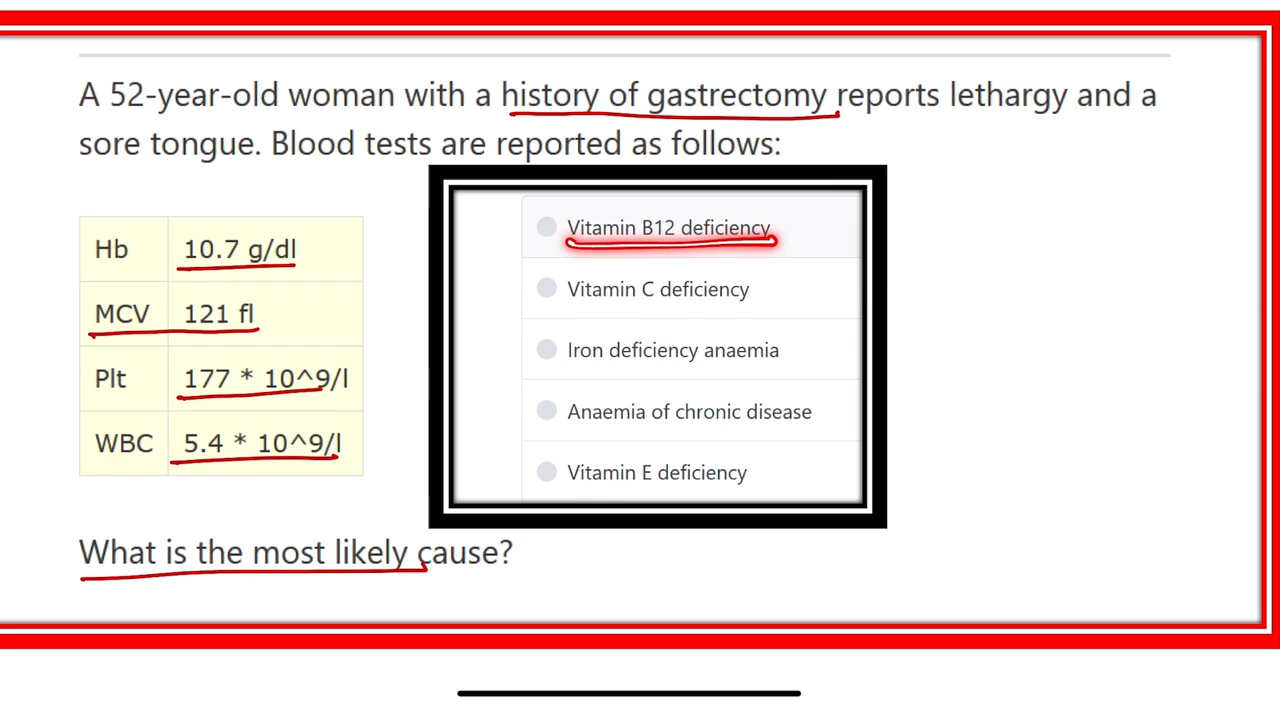 A 52-year-old woman with a history of gastrectomy reports lethargy and a
sore tongue. Blood tests are reported as follows:
Hb 10.7 g/dl
MCV 121 fl
Plt 177 * 10^9/l
WBC 5.4 * 10^9/l
Vitamin B12 deficiency
Vitamin C deficiency
Iron deficiency anaemia
Anaemia of chronic disease
Vitamin E deficiency
What is the most likely cause?